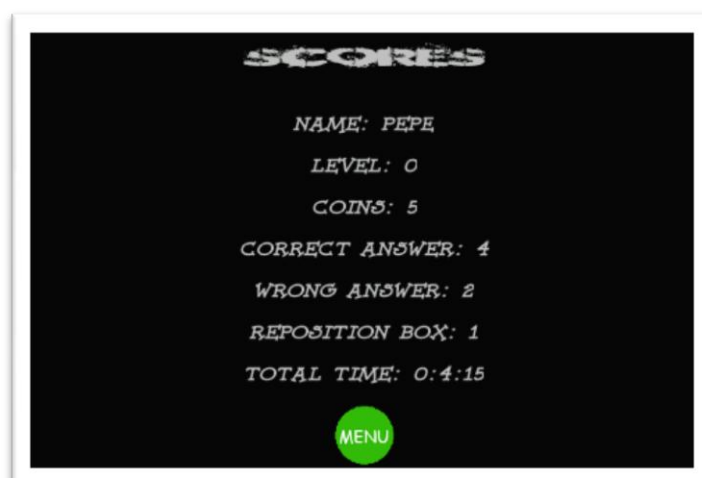 SCORES
NAME: PEPE
LEVEL: 0
COINS: 5
CORRECT ANSWER: 4
WRONG ANSWER: 2
REPOSITION BOX: 1
TOTAL TIME: 0:4:15
MENU